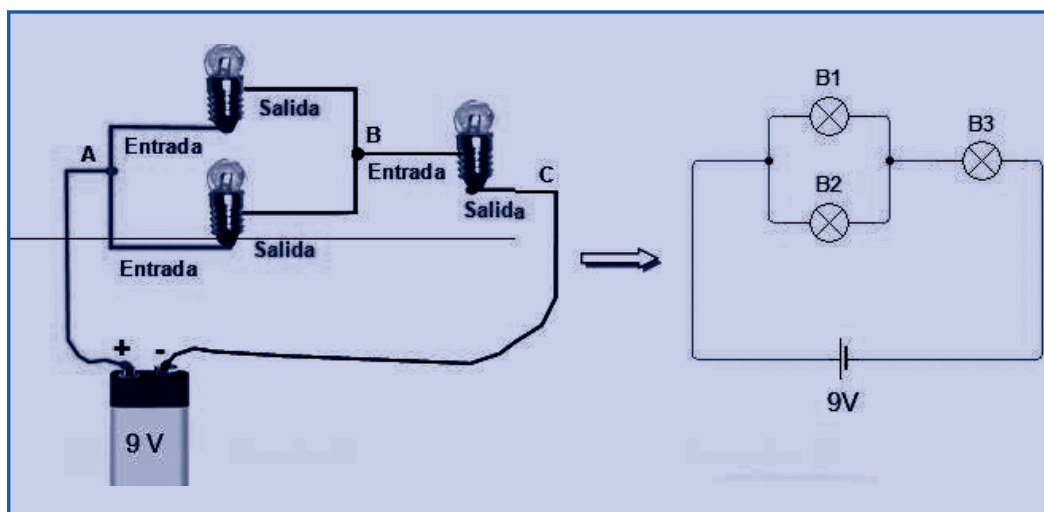 Salida
B
A
Entrada
Entrada
C
Salida
Salida
Entrada
+ -
9 V
B1
B3
B2
9V